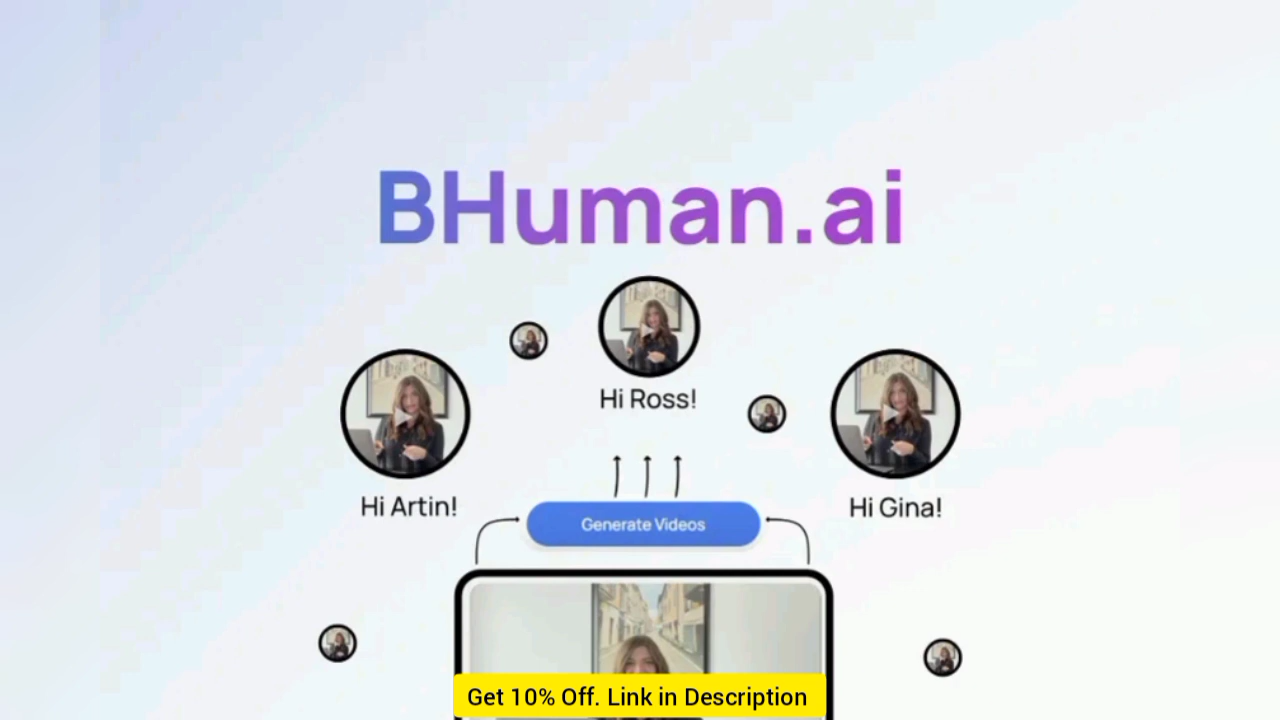 BHuman.ai
Hi Ross!
Hi Artin!
Hi Gina!
Generate Videos
Get 10% Off. Link in Description